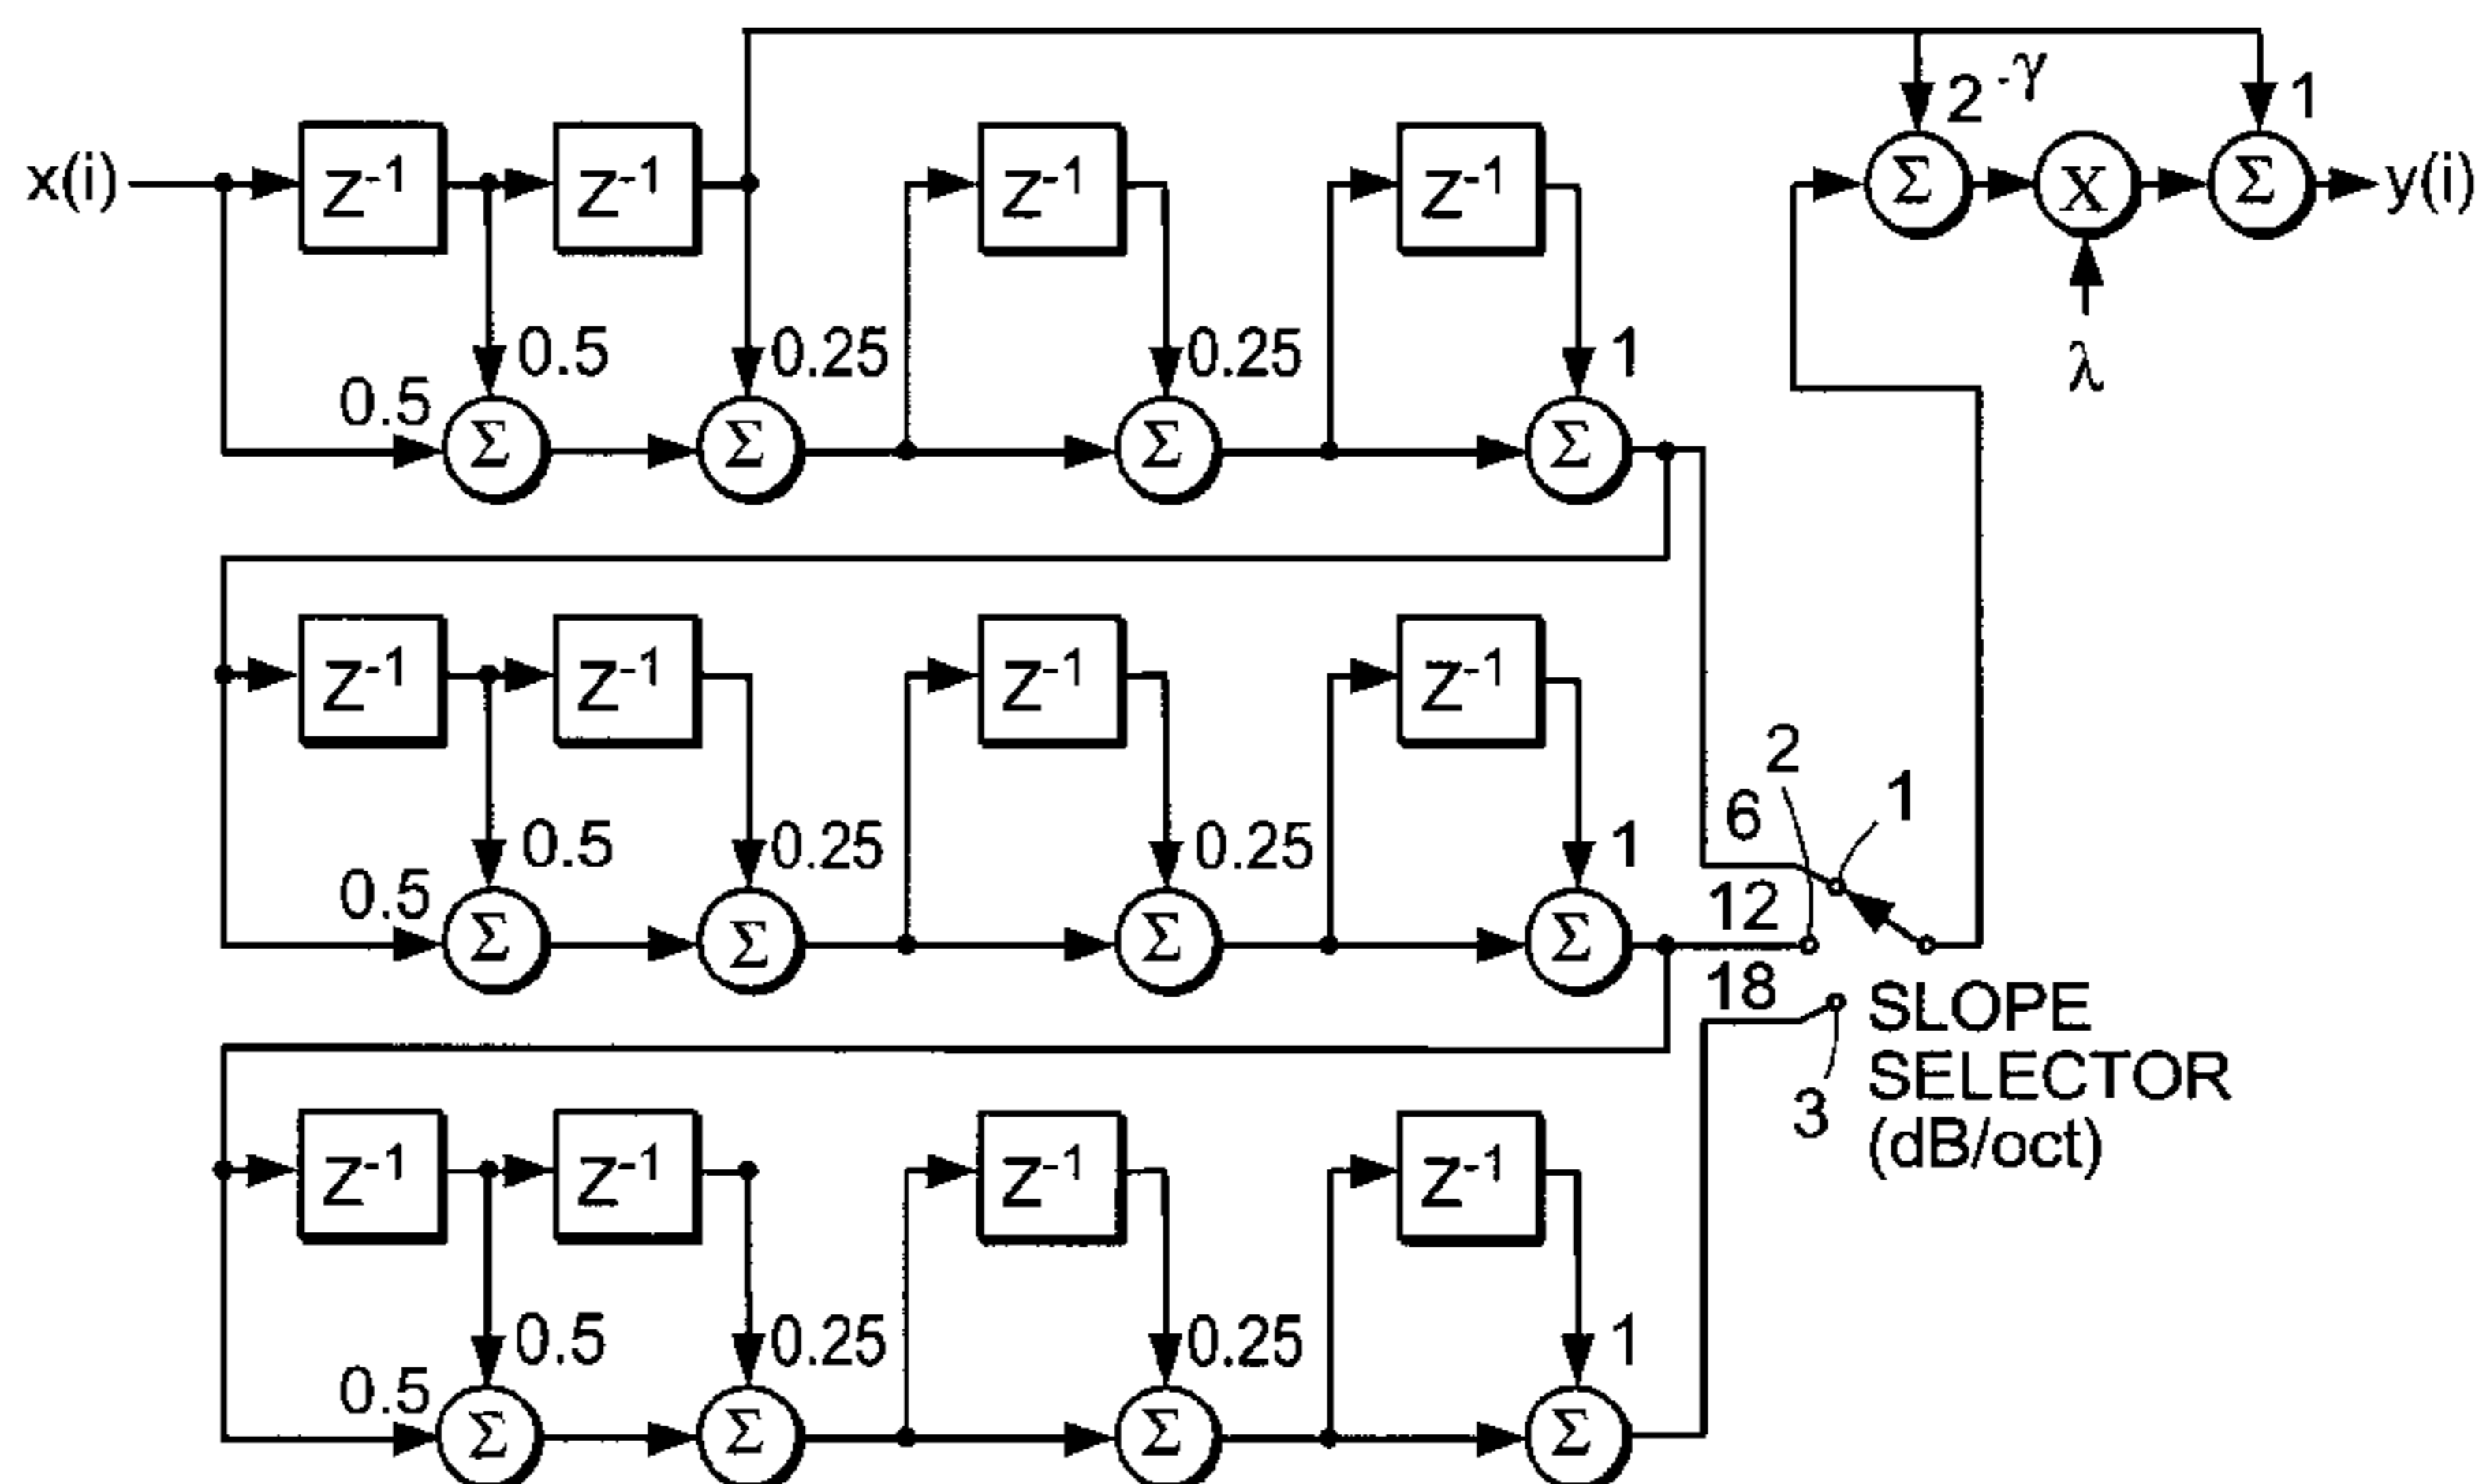 2^-γ 1
x(i) z^-1 z^-1 z^-1 z^-1 Σ X Σ y(i)
0.5 0.25 0.25 1 λ
0.5 Σ Σ Σ Σ
z^-1 z^-1 z^-1 z^-1
2
1
6
0.5 0.25 0.25 1
0.5 Σ Σ Σ Σ 12
18
SLOPE
SELECTOR
(dB/oct)
3
z^-1 z^-1 z^-1 z^-1
0.5 0.25 0.25 1
0.5 Σ Σ Σ Σ